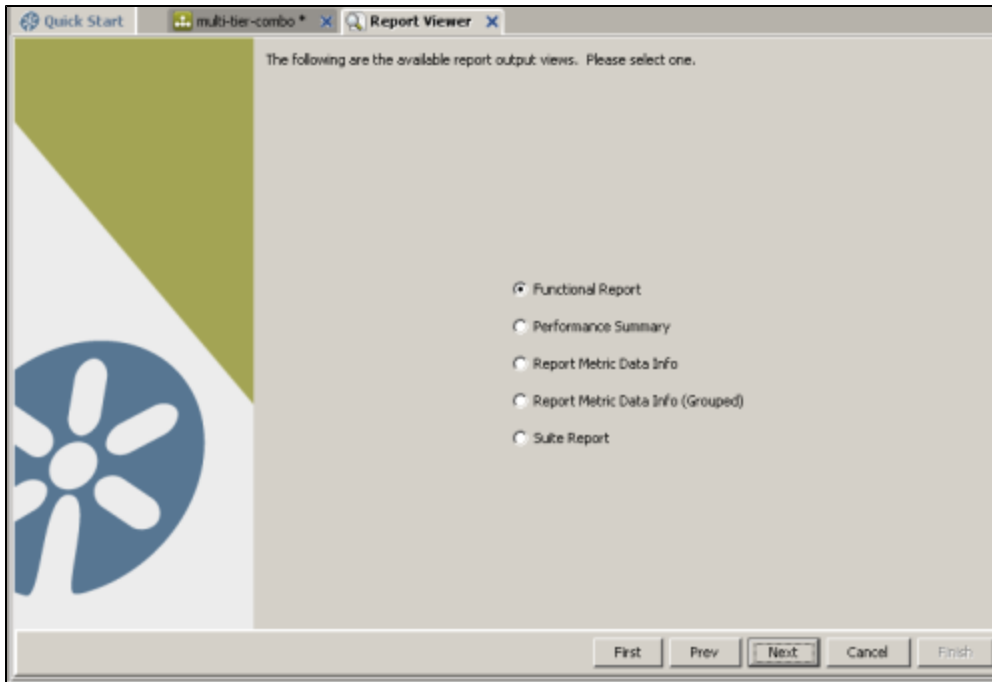 Quick Start multi-tier-combo * Report Viewer
The following are the available report output views. Please select one.
Functional Report
Performance Summary
Report Metric Data Info
Report Metric Data Info (Grouped)
Suite Report
First Prev Next Cancel Finish